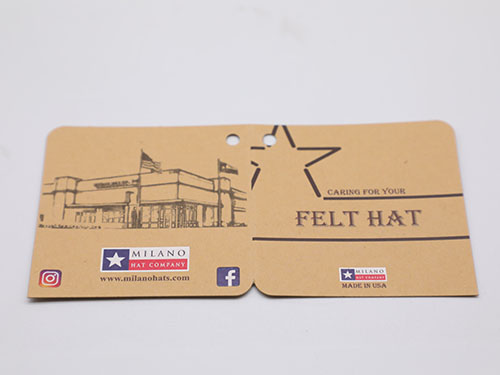 MILANO
HAT COMPANY
www.milanohats.com
CARING FOR YOUR
FELT HAT
MILANO
HAT COMPANY
MADE IN USA